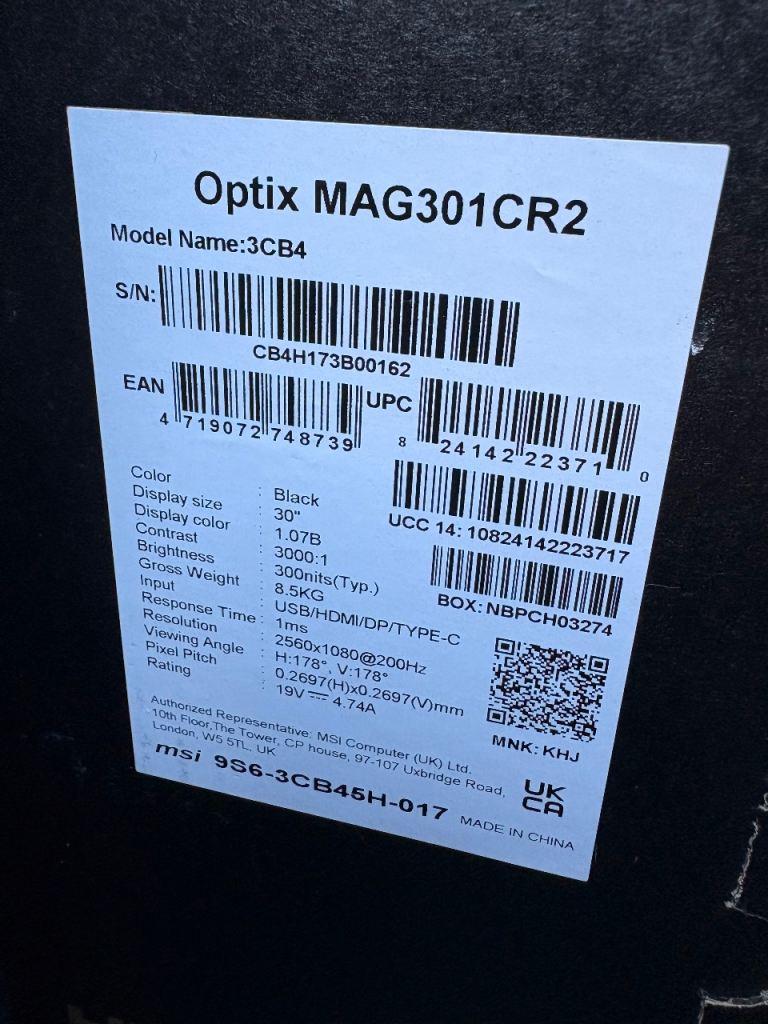 Optix MAG301CR2
Model Name:3CB4
S/N:
CB4H173B00162
EAN
4 719072 748739
UPC
8 24142 22371 0
UCC 14: 10824142223717
BOX: NBPCH03274
Color : Black
Display size : 30"
Display color : 1.07B
Contrast : 3000:1
Brightness : 300nits(Typ.)
Gross Weight : 8.5KG
Input : USB/HDMI/DP/TYPE-C
Response Time : 1ms
Resolution : 2560x1080@200Hz
Viewing Angle : H:178°, V:178°
Pixel Pitch : 0.2697(H)x0.2697(V)mm
Rating : 19V ⎓ 4.74A
MNK: KHJ
Authorized Representative: MSI Computer (UK) Ltd.
10th Floor,The Tower, CP house, 97-107 Uxbridge Road,
London, W5 5TL, UK
msi 9S6-3CB45H-017
UK
CA
MADE IN CHINA